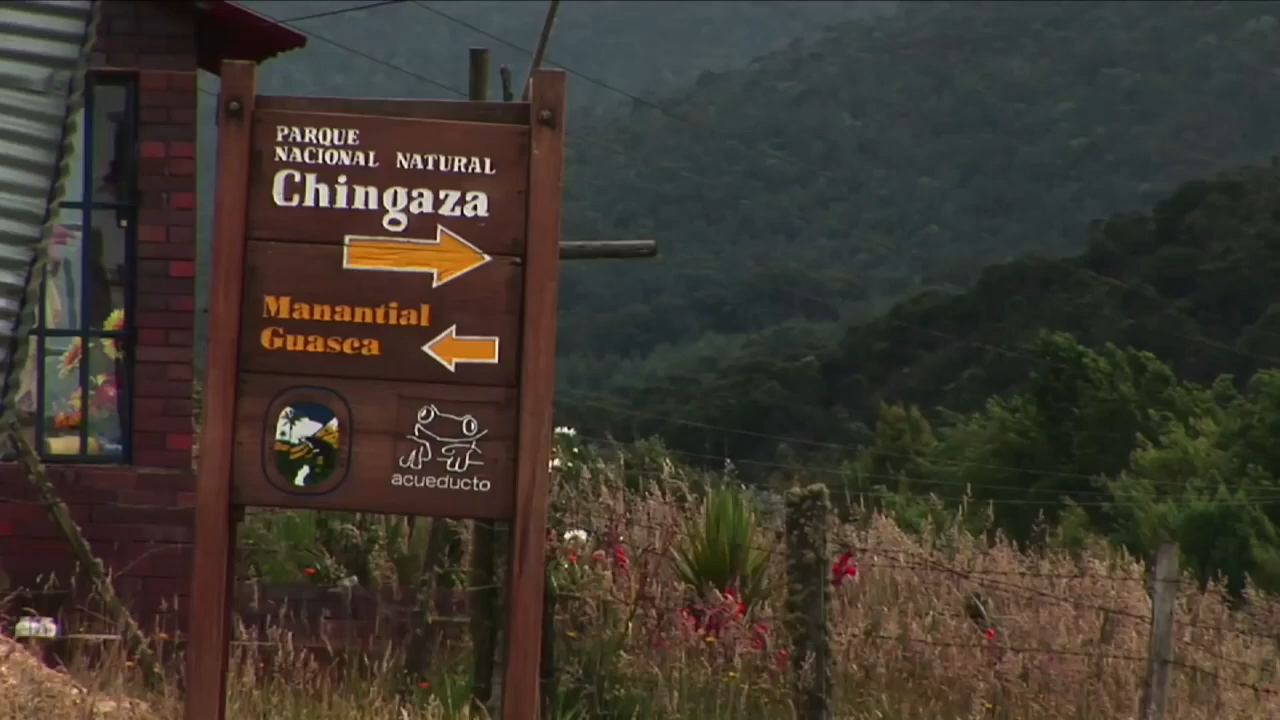 PARQUE
NACIONAL NATURAL
Chingaza
Manantial
Guasca
acueducto